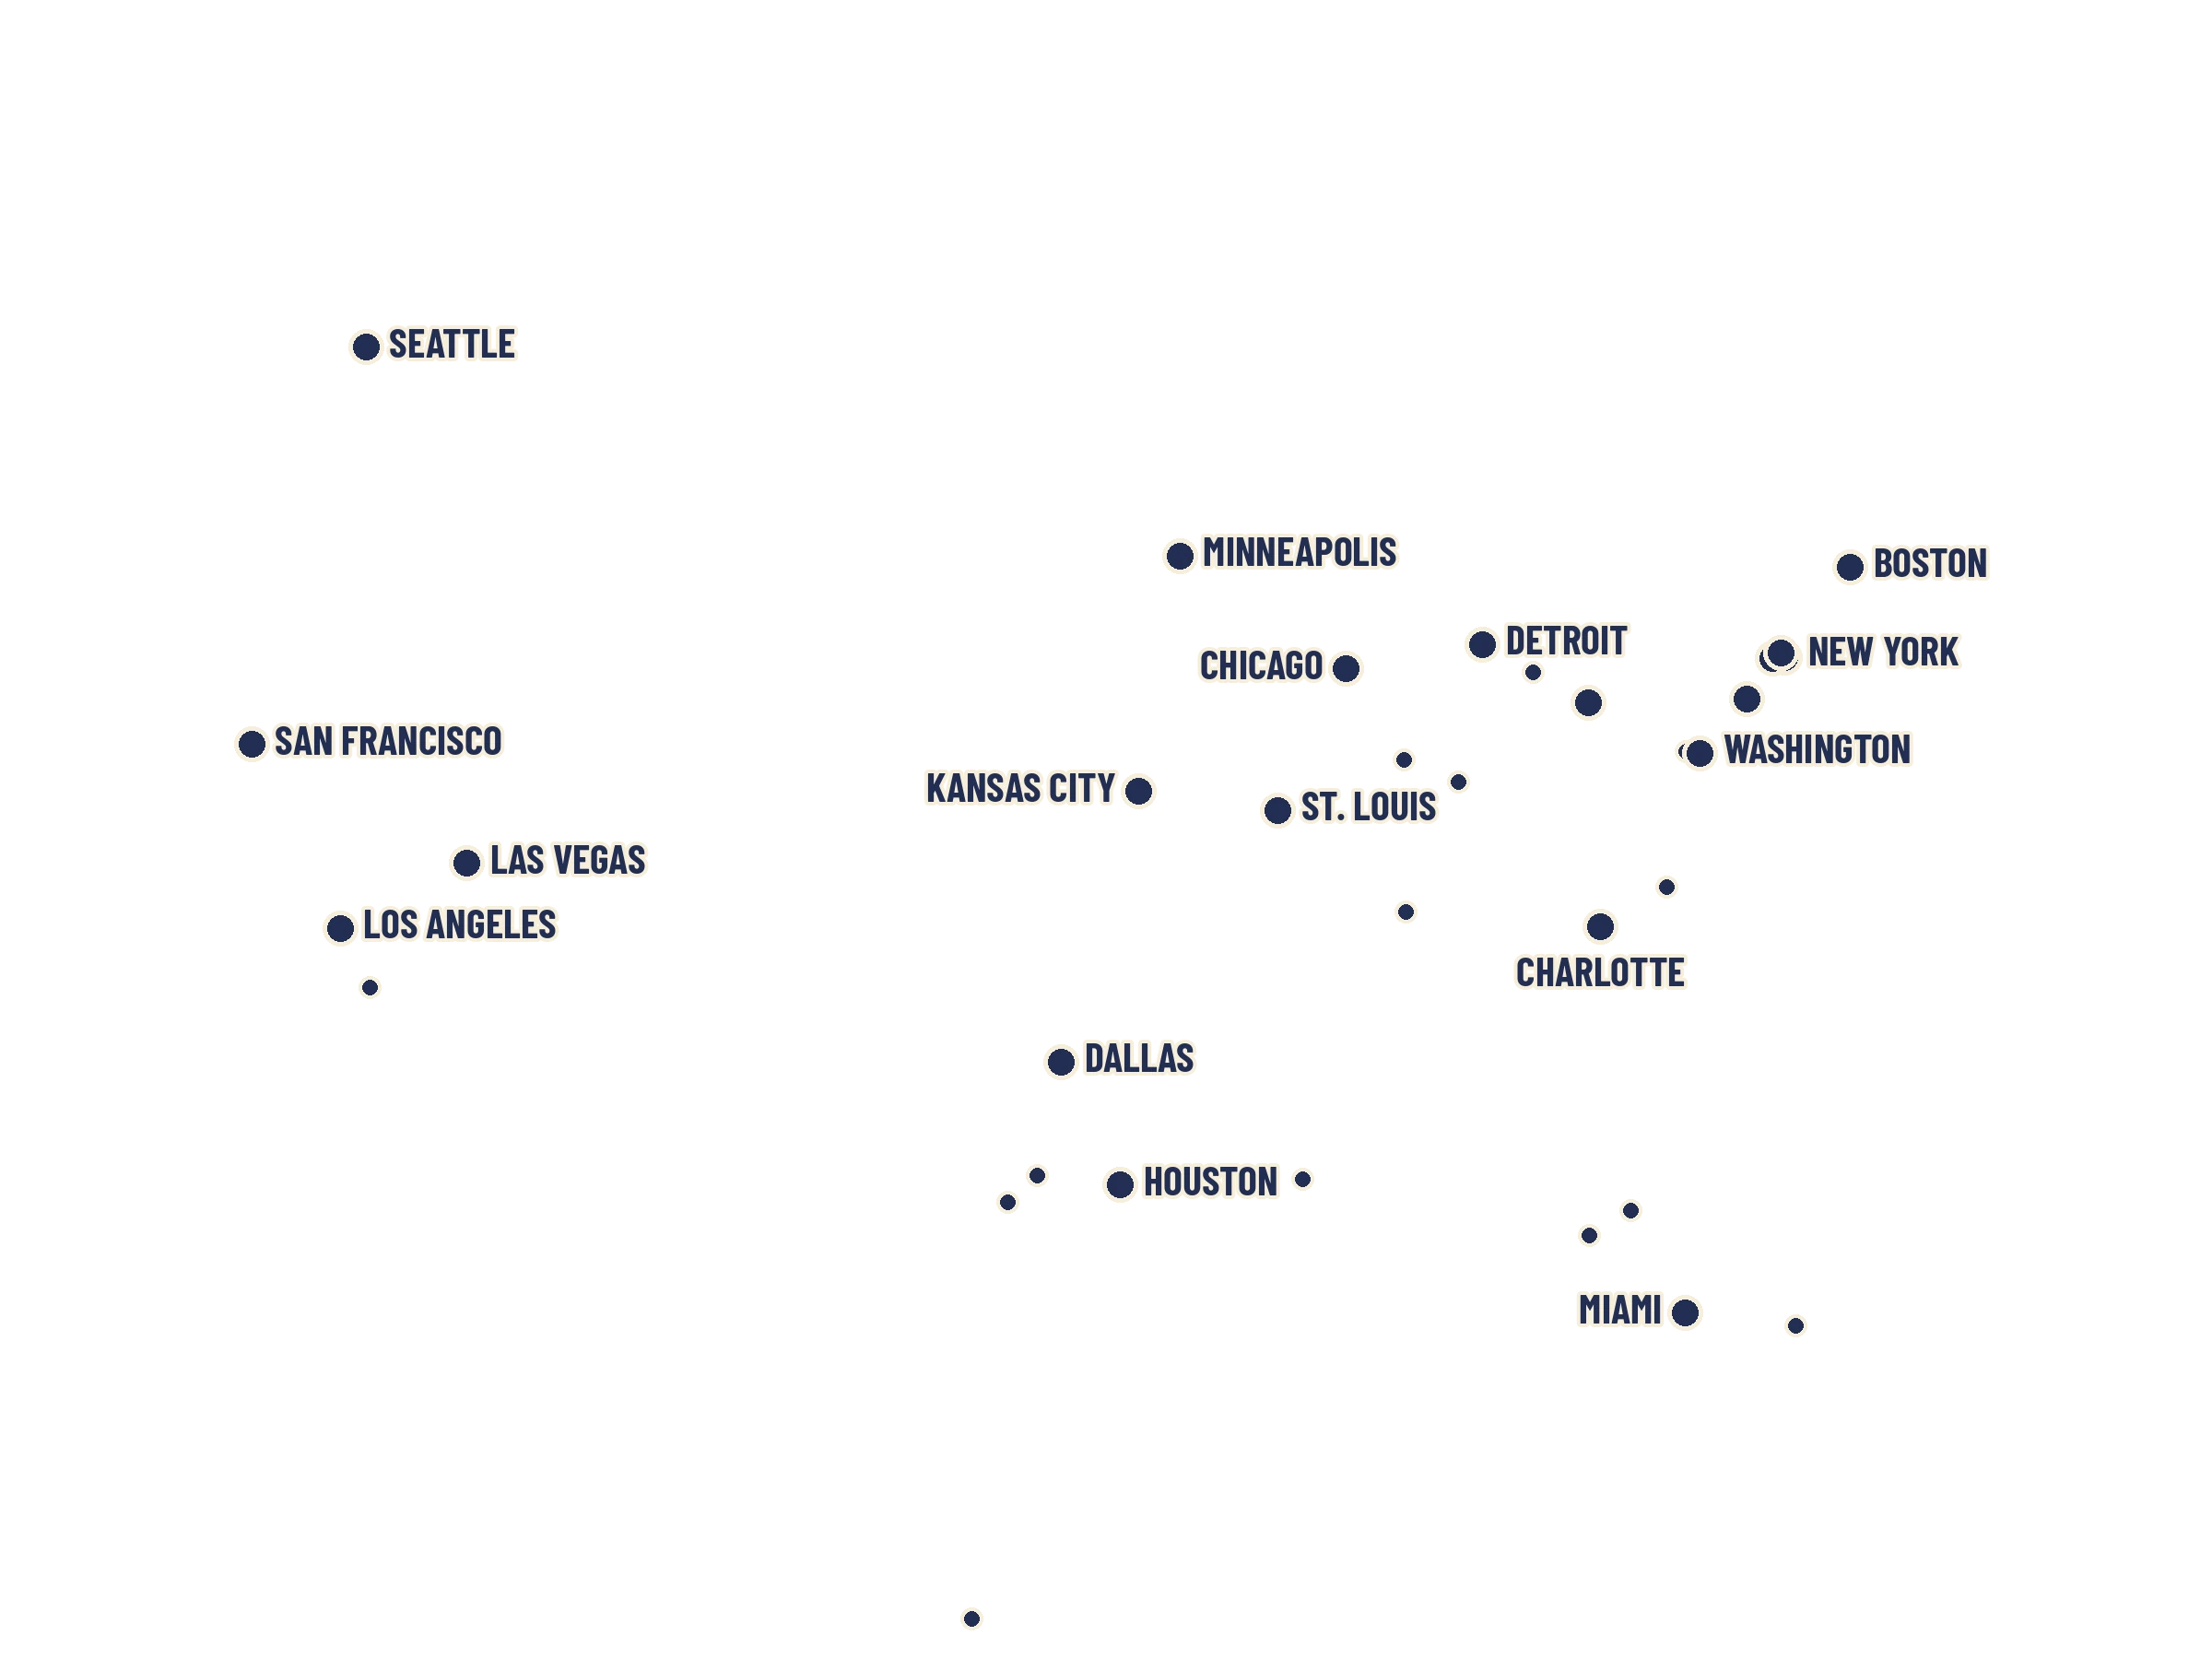 SEATTLE
MINNEAPOLIS
BOSTON
DETROIT
CHICAGO
NEW YORK
SAN FRANCISCO
WASHINGTON
KANSAS CITY
ST. LOUIS
LAS VEGAS
LOS ANGELES
CHARLOTTE
DALLAS
HOUSTON
MIAMI